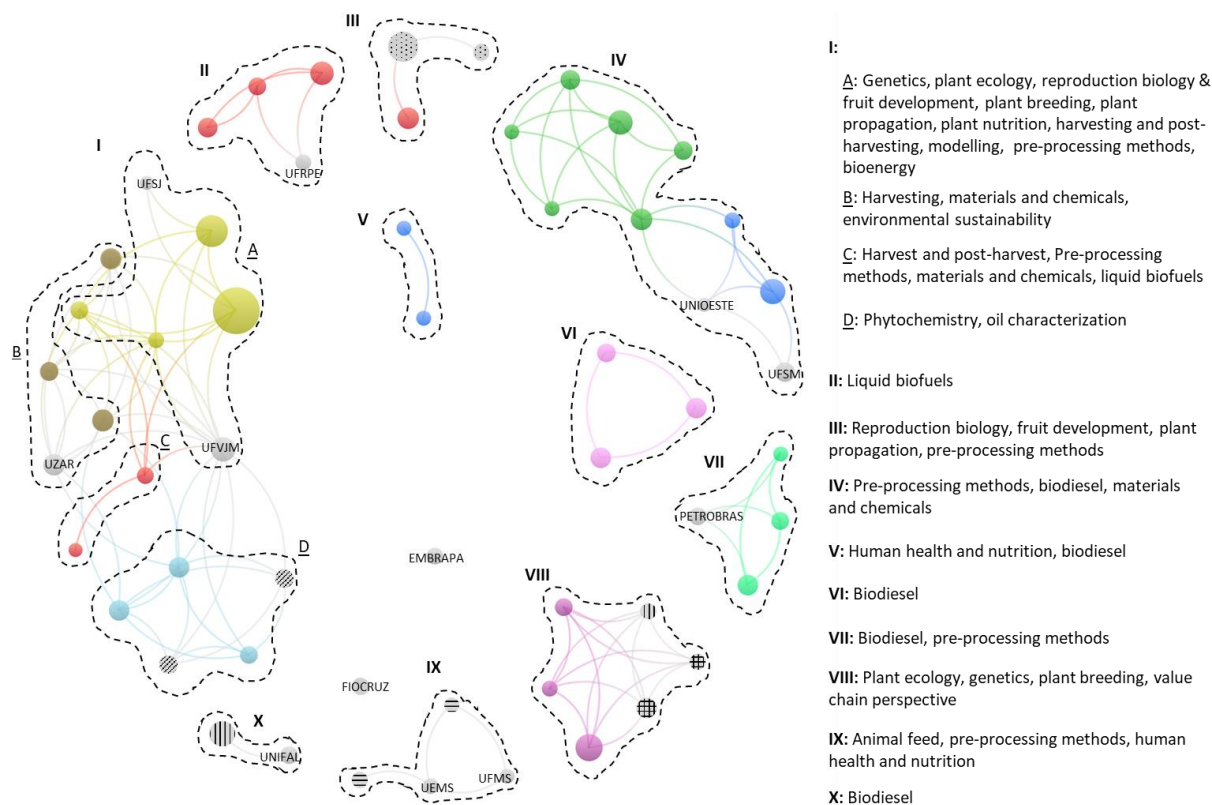 III
II
IV
I
UFRPE
UFSJ
V
A
UNIOESTE
VI
B
UFSM
C
UZAR
UFVJM
VII
PETROBRAS
D
EMBRAPA
VIII
FIOCRUZ
IX
X
UNIFAL
UEMS
UFMS
I:
A: Genetics, plant ecology, reproduction biology &
fruit development, plant breeding, plant
propagation, plant nutrition, harvesting and post-
harvesting, modelling, pre-processing methods,
bioenergy
B: Harvesting, materials and chemicals,
environmental sustainability
C: Harvest and post-harvest, Pre-processing
methods, materials and chemicals, liquid biofuels
D: Phytochemistry, oil characterization
II: Liquid biofuels
III: Reproduction biology, fruit development, plant
propagation, pre-processing methods
IV: Pre-processing methods, biodiesel, materials
and chemicals
V: Human health and nutrition, biodiesel
VI: Biodiesel
VII: Biodiesel, pre-processing methods
VIII: Plant ecology, genetics, plant breeding, value
chain perspective
IX: Animal feed, pre-processing methods, human
health and nutrition
X: Biodiesel